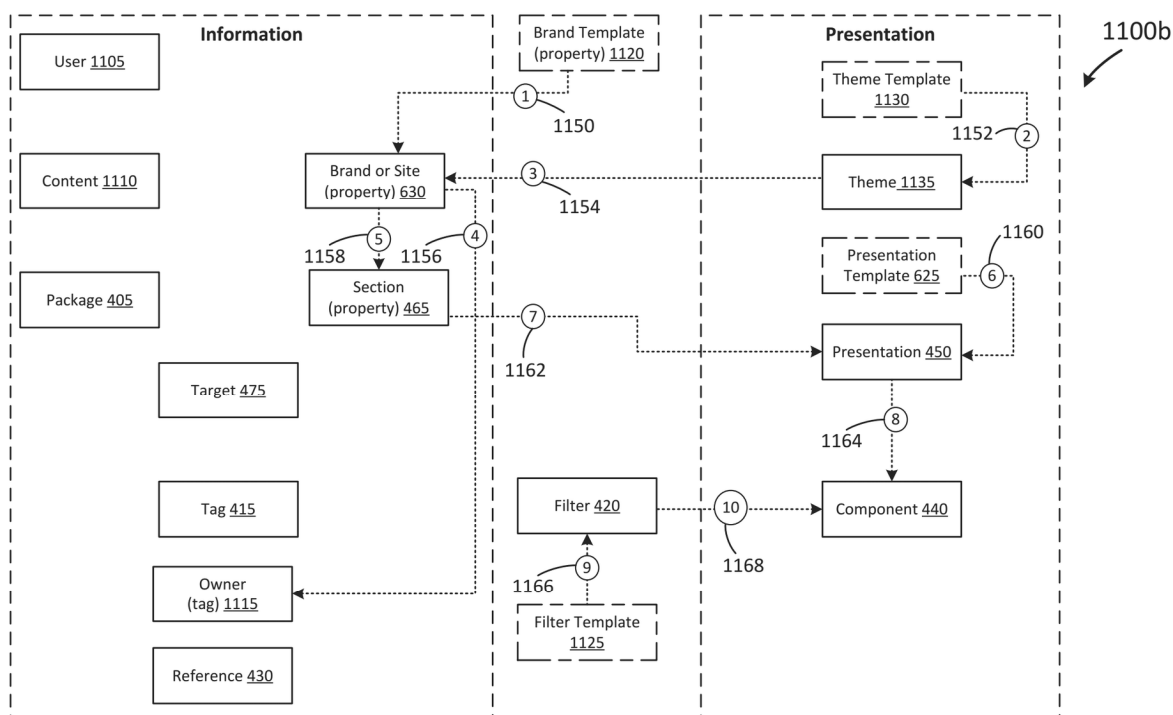 Information
Presentation
1100b
User 1105
Brand Template
(property) 1120
Theme Template
1130
1
1150
1152
2
Content 1110
Brand or Site
(property) 630
3
1154
Theme 1135
1158
5
1156
4
1160
Presentation
Template 625
6
Package 405
Section
(property) 465
7
1162
Presentation 450
Target 475
1164
8
Tag 415
Filter 420
10
1168
Component 440
1166
9
Owner
(tag) 1115
Filter Template
1125
Reference 430